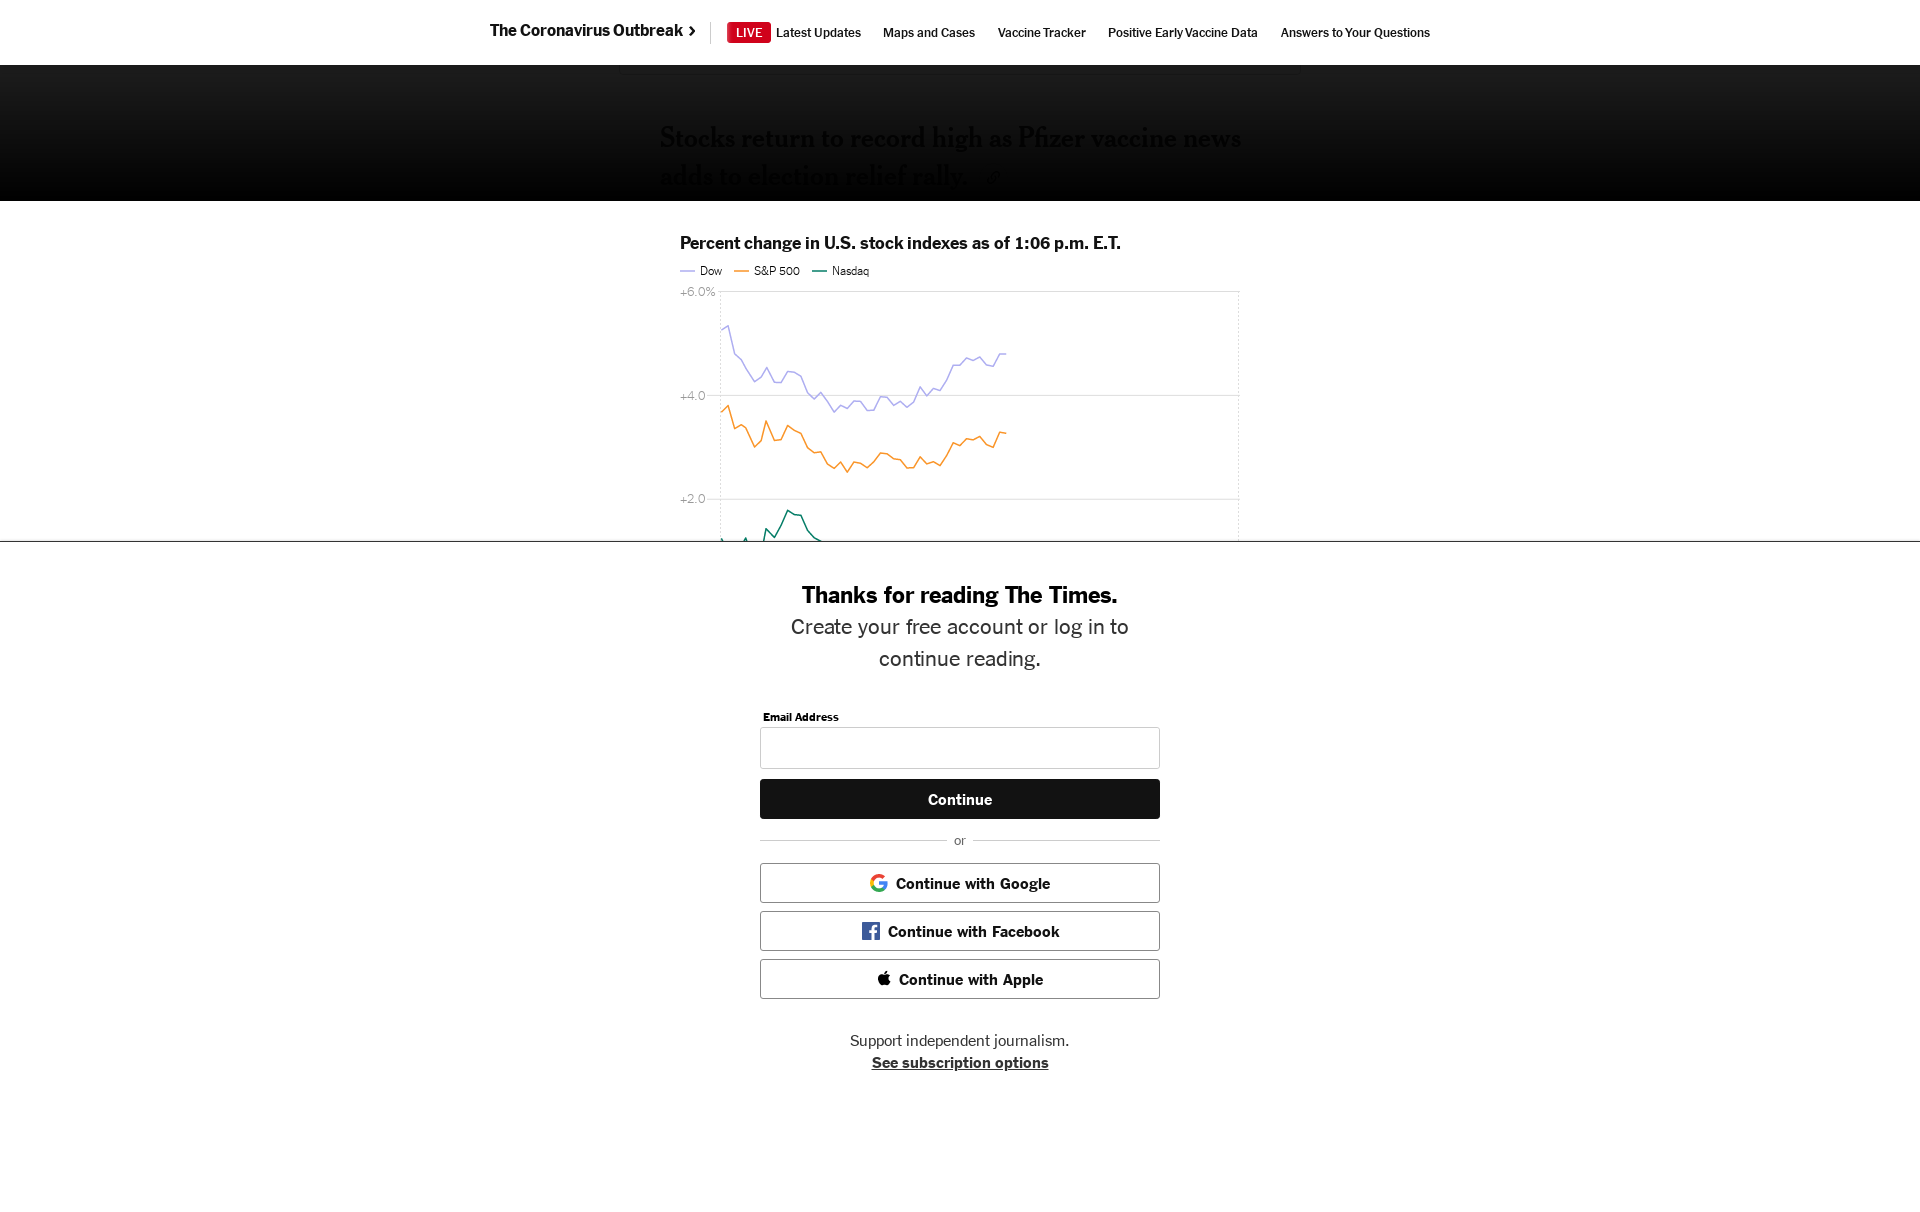 The Coronavirus Outbreak ›
LIVE Latest Updates Maps and Cases Vaccine Tracker Positive Early Vaccine Data Answers to Your Questions
Stocks return to record high as Pfizer vaccine news
adds to election relief rally.
Percent change in U.S. stock indexes as of 1:06 p.m. E.T.
Dow S&P 500 Nasdaq
+6.0%
+4.0
+2.0
Thanks for reading The Times.
Create your free account or log in to
continue reading.
Email Address
Continue
or
Continue with Google
Continue with Facebook
Continue with Apple
Support independent journalism.
See subscription options